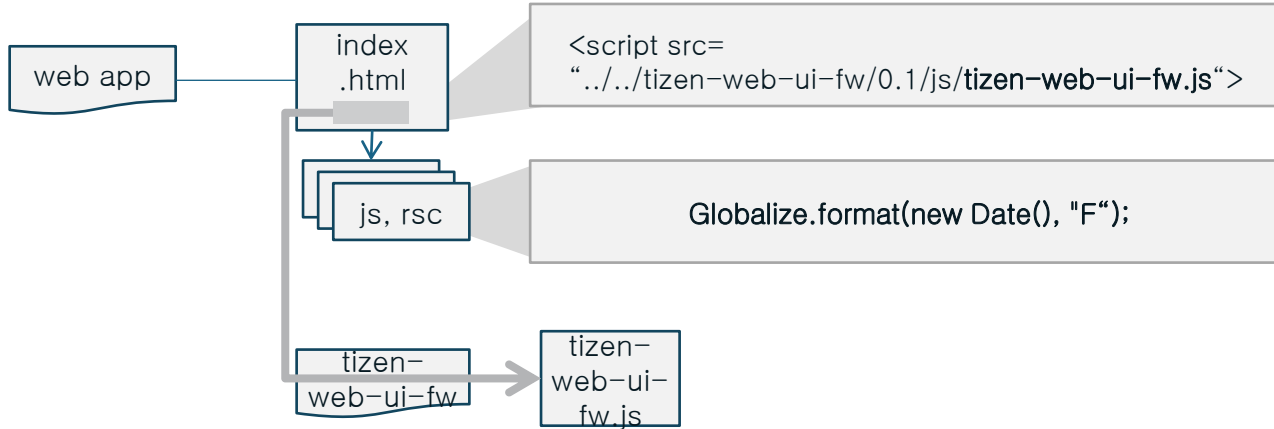 web app
index
.html
<script src=
“../../tizen-web-ui-fw/0.1/js/tizen-web-ui-fw.js“>
js, rsc
Globalize.format(new Date(), "F“);
tizen-
web-ui-fw
tizen-
web-ui-
fw.js